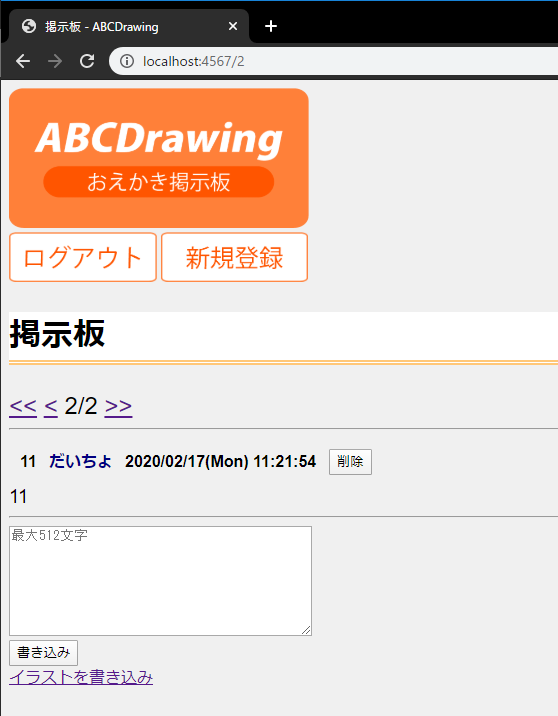 掲示板 - ABCDrawing
localhost:4567/2
ABCDrawing
おえかき掲示板
ログアウト 新規登録
掲示板
<< < 2/2 >>
11 だいちょ 2020/02/17(Mon) 11:21:54 削除
11
最大512文字
書き込み
イラストを書き込み